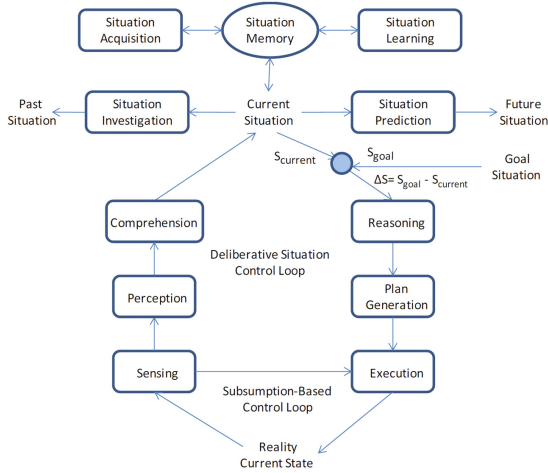 Situation
Acquisition
Situation
Memory
Situation
Learning
Past
Situation
Situation
Investigation
Current
Situation
Situation
Prediction
Future
Situation
Scurrent
Sgoal
Goal
Situation
ΔS= Sgoal - Scurrent
Comprehension
Reasoning
Deliberative Situation
Control Loop
Perception
Plan
Generation
Sensing
Execution
Subsumption-Based
Control Loop
Reality
Current State